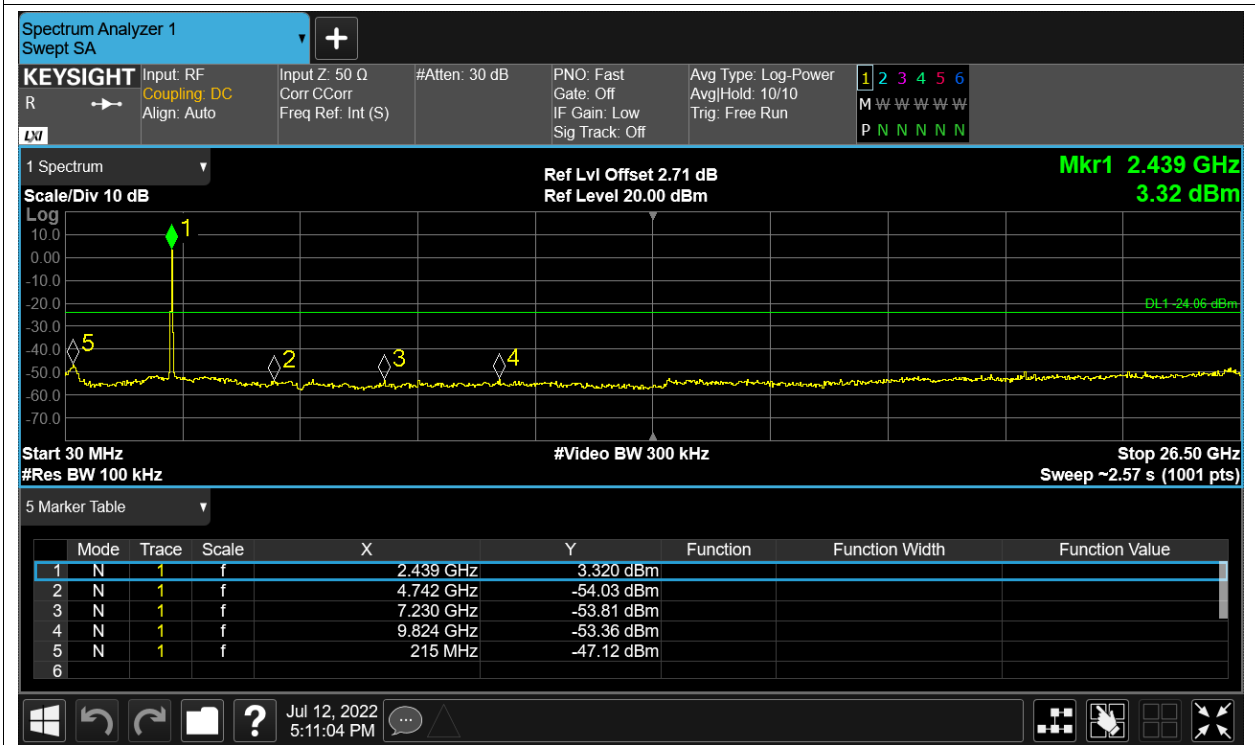 Spectrum Analyzer 1
Swept SA
+
KEYSIGHT Input: RF Input Z: 50 Ω #Atten: 30 dB PNO: Fast Avg Type: Log-Power 1 2 3 4 5 6
R Coupling: DC Corr CCorr Gate: Off Avg|Hold: 10/10 M W W W W W
Align: Auto Freq Ref: Int (S) IF Gain: Low Trig: Free Run
LXI Sig Track: Off P N N N N N
1 Spectrum Ref Lvl Offset 2.71 dB Mkr1 2.439 GHz
Scale/Div 10 dB Ref Level 20.00 dBm 3.32 dBm
Log
10.0 1
0.00
-10.0
-20.0 DL1 -24.06 dBm
-30.0
-40.0 5 2 3 4
-50.0
-60.0
-70.0
Start 30 MHz #Video BW 300 kHz Stop 26.50 GHz
#Res BW 100 kHz Sweep ~2.57 s (1001 pts)
5 Marker Table
Mode Trace Scale X Y Function Function Width Function Value
1 N 1 f 2.439 GHz 3.320 dBm
2 N 1 f 4.742 GHz -54.03 dBm
3 N 1 f 7.230 GHz -53.81 dBm
4 N 1 f 9.824 GHz -53.36 dBm
5 N 1 f 215 MHz -47.12 dBm
6
? Jul 12, 2022
5:11:04 PM